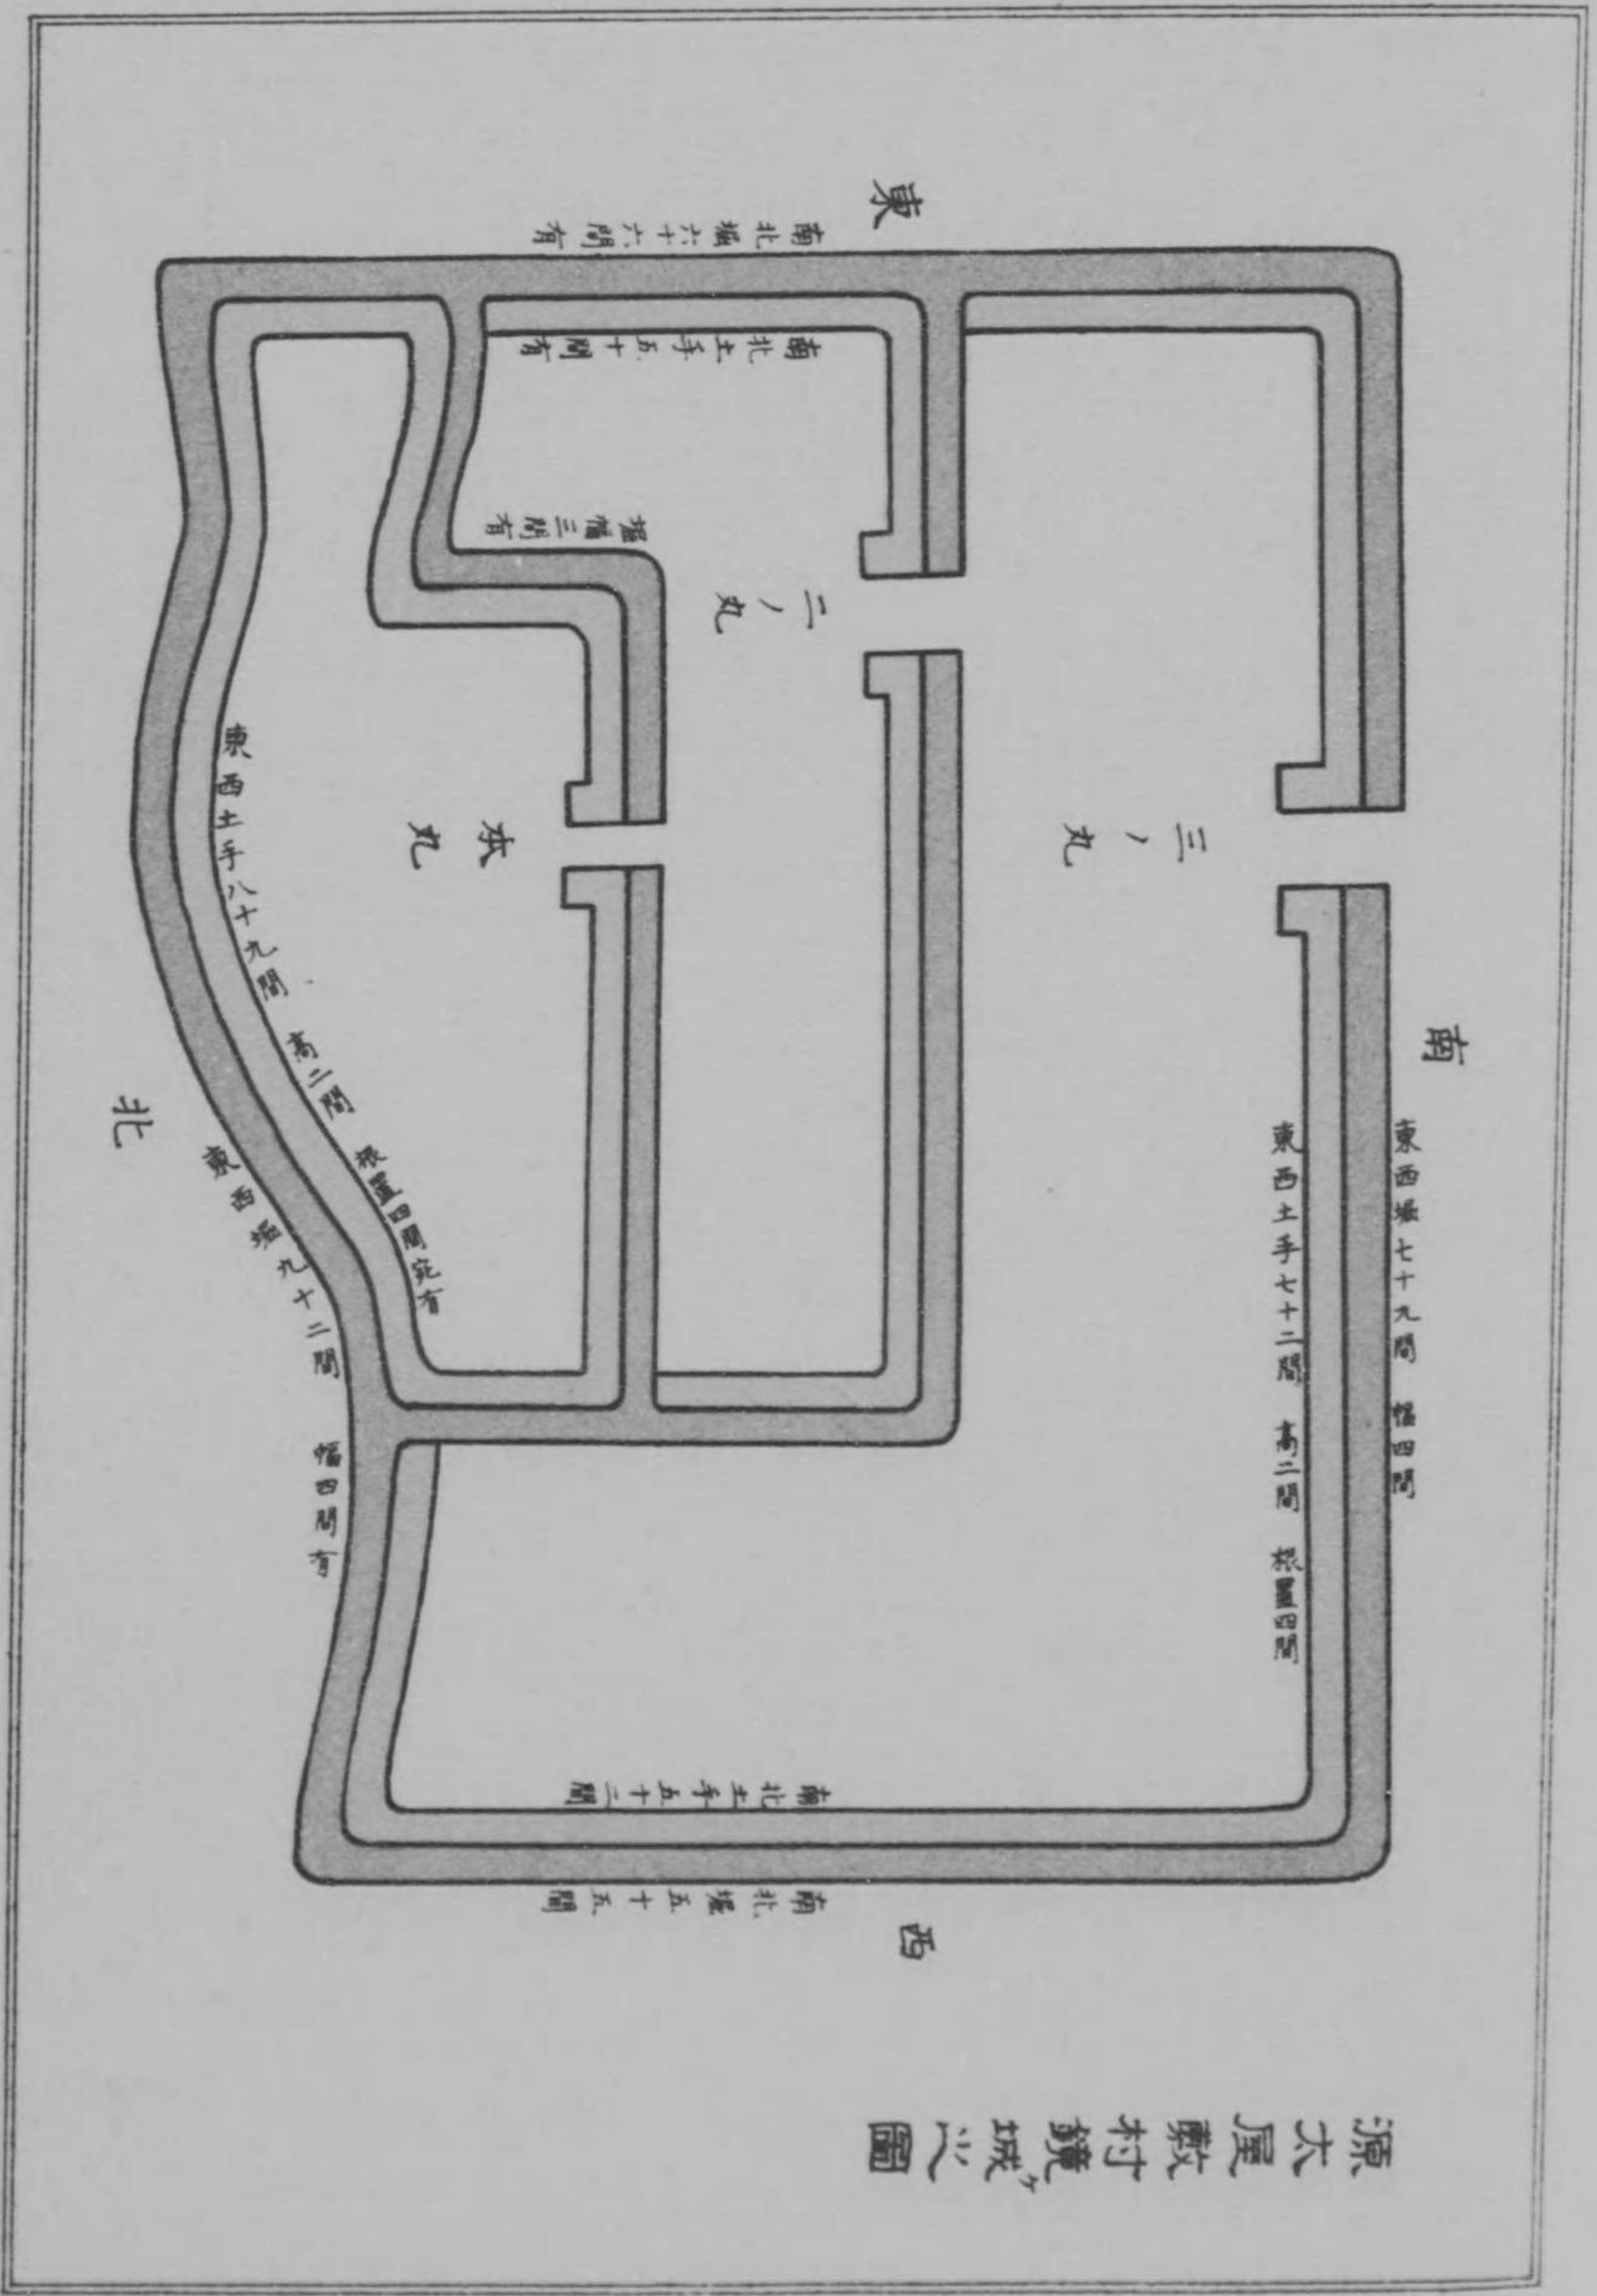 源太屋敷村鏡ヶ城之圖
東
南北堀六十六間有
南北土手五十間有
堀幅三間有
二ノ丸
本丸
三ノ丸
南
東西堀七十九間 幅四間
東西土手七十二間 高二間 根置四間
北
東西土手八十九間 高二間 根置四間宛有
東西堀九十二間 幅四間有
南北土手五十二間
南北堀五十五間
西